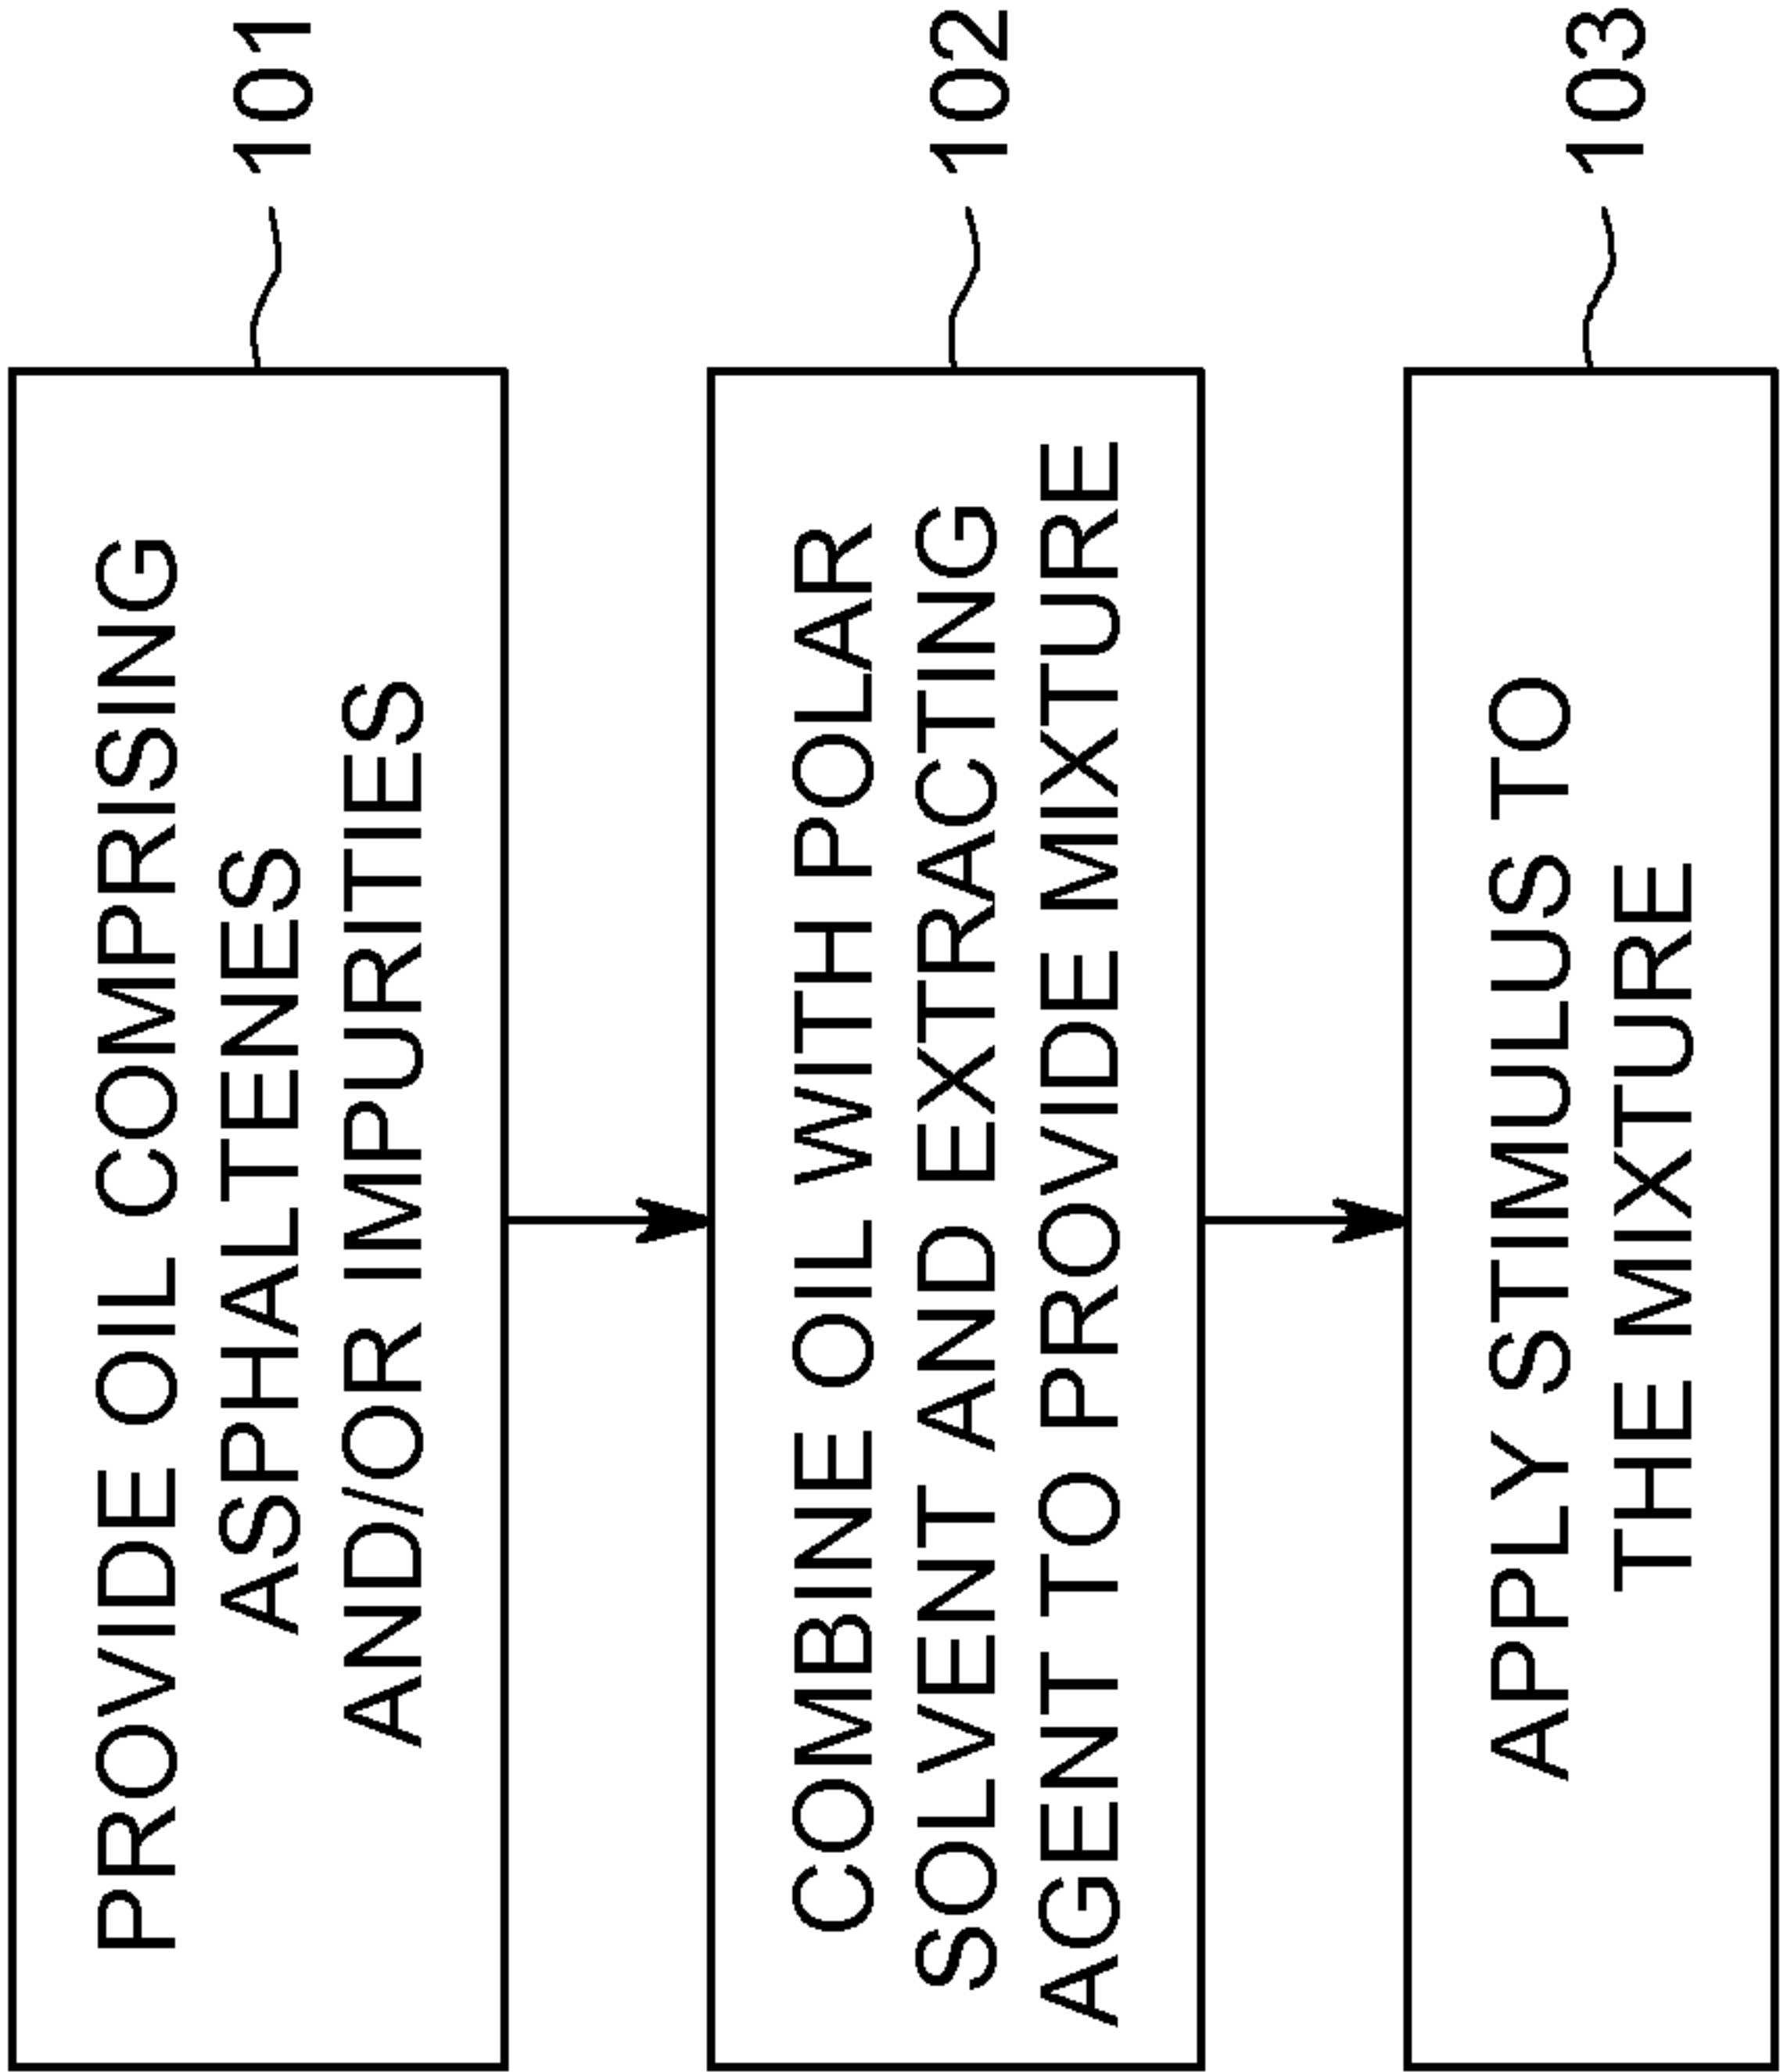 PROVIDE OIL COMPRISING
ASPHALTENES
AND/OR IMPURITIES
101
COMBINE OIL WITH POLAR
SOLVENT AND EXTRACTING
AGENT TO PROVIDE MIXTURE
102
APPLY STIMULUS TO
THE MIXTURE
103